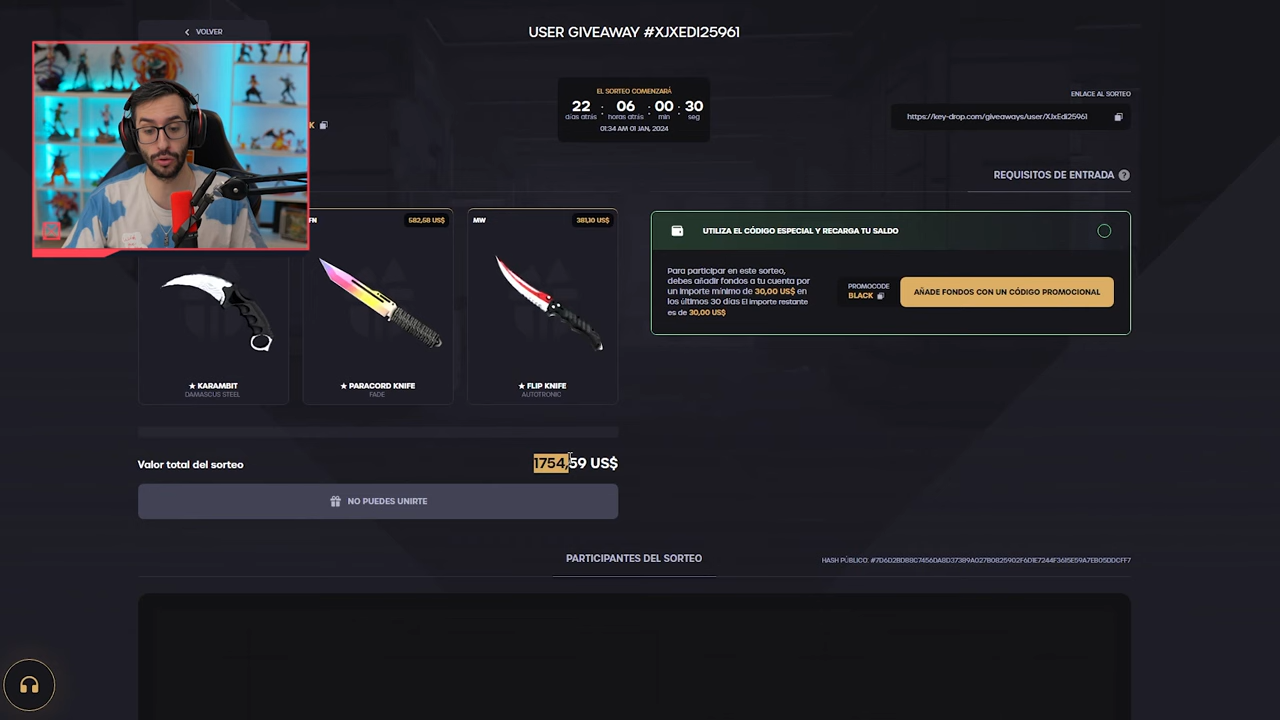 VOLVER
USER GIVEAWAY #XJXEDI25961
EL SORTEO COMENZARÁ
22 : 06 : 00 : 30
días atrás horas atrás min seg
01:34 AM 01 JAN, 2024
ENLACE AL SORTEO
K
https://key-drop.com/giveaways/user/XJxEdI25961
REQUISITOS DE ENTRADA ?
FN 582,68 US$
MW 381,10 US$
★ KARAMBIT
DAMASCUS STEEL
★ PARACORD KNIFE
FADE
★ FLIP KNIFE
AUTOTRONIC
UTILIZA EL CÓDIGO ESPECIAL Y RECARGA TU SALDO
Para participar en este sorteo,
debes añadir fondos a tu cuenta por
un importe mínimo de 30,00 US$ en
los últimos 30 días El importe restante
es de 30,00 US$
PROMOCODE
BLACK
AÑADE FONDOS CON UN CÓDIGO PROMOCIONAL
Valor total del sorteo 1754,59 US$
NO PUEDES UNIRTE
PARTICIPANTES DEL SORTEO
HASH PÚBLICO: